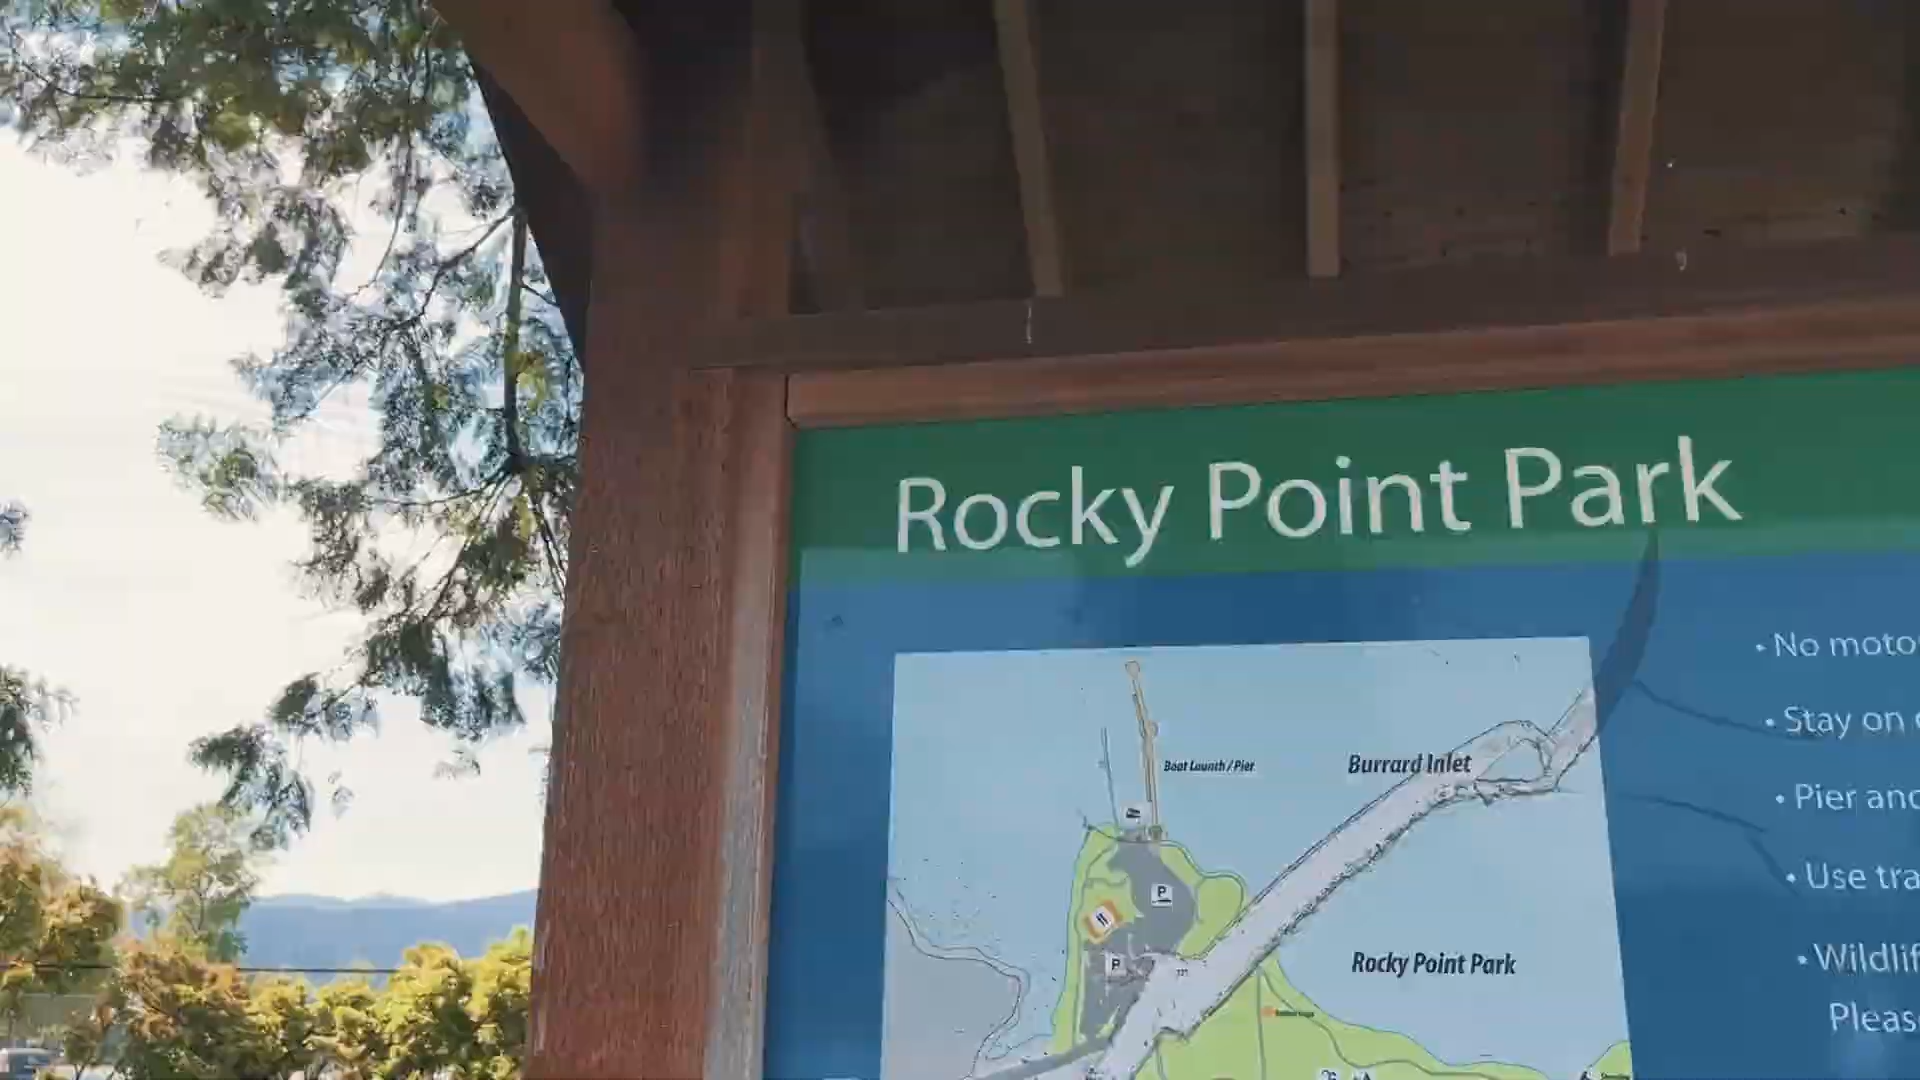 Rocky Point Park
• No moto
• Stay on
• Pier and
• Use tra
• Wildlif
Pleas
Boat Launch / Pier
Burrard Inlet
P
P
Rocky Point Park